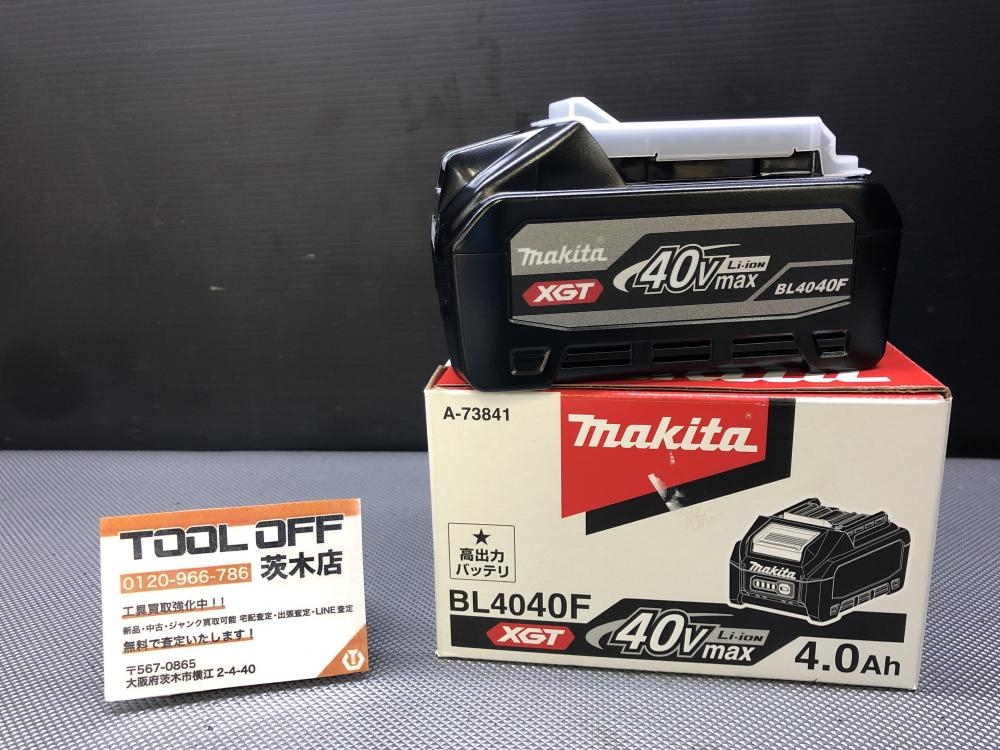 makita
XGT
40Vmax
Li-ion
BL4040F
A-73841
makita
★
高出力
バッテリ
makita
BL4040F
XGT
40Vmax
Li-ion
4.0Ah
TOOL OFF
0120-966-786 茨木店
工具買取強化中!!
新品・中古・ジャンク買取可能 宅配査定・出張査定・LINE査定
無料で査定いたします!
〒567-0865
大阪府茨木市横江 2-4-40